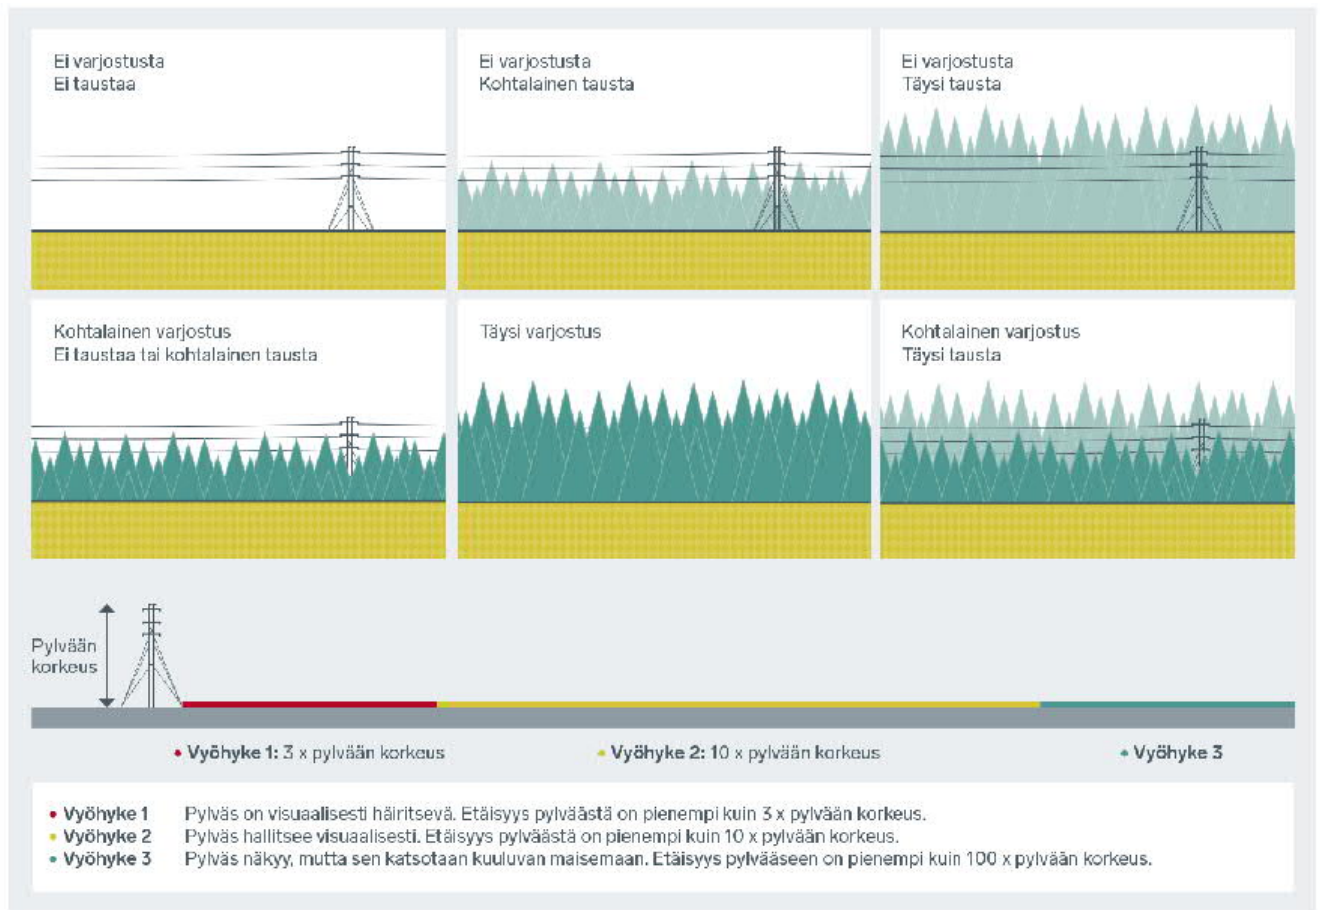 Ei varjostusta
Ei taustaa
Ei varjostusta
Kohtalainen tausta
Ei varjostusta
Täysi tausta
Kohtalainen varjostus
Ei taustaa tai kohtalainen tausta
Täysi varjostus
Kohtalainen varjostus
Täysi tausta
Pylvään
korkeus
• Vyöhyke 1: 3 x pylvään korkeus
• Vyöhyke 2: 10 x pylvään korkeus
• Vyöhyke 3
• Vyöhyke 1 Pylväs on visuaalisesti häiritsevä. Etäisyys pylväästä on pienempi kuin 3 x pylvään korkeus.
• Vyöhyke 2 Pylväs hallitsee visuaalisesti. Etäisyys pylväästä on pienempi kuin 10 x pylvään korkeus.
• Vyöhyke 3 Pylväs näkyy, mutta sen katsotaan kuuluvan maisemaan. Etäisyys pylvääseen on pienempi kuin 100 x pylvään korkeus.